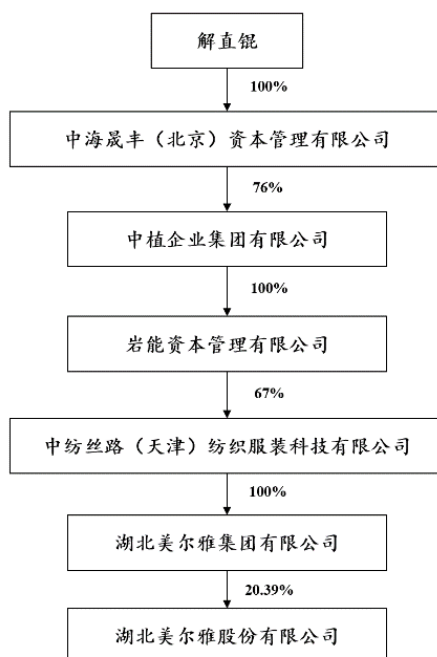 解直锟
100%
中海晟丰（北京）资本管理有限公司
76%
中植企业集团有限公司
100%
岩能资本管理有限公司
67%
中纺丝路（天津）纺织服装科技有限公司
100%
湖北美尔雅集团有限公司
20.39%
湖北美尔雅股份有限公司